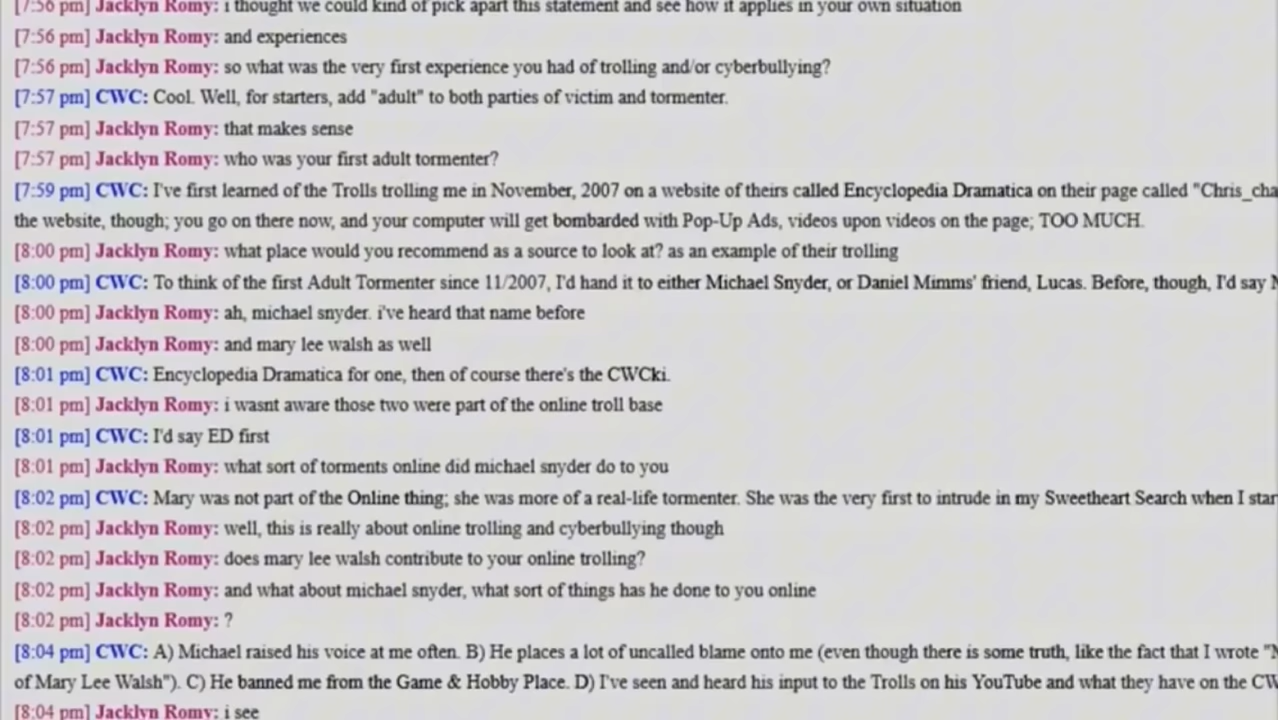 [7:56 pm] Jacklyn Romy: i thought we could kind of pick apart this statement and see how it applies in your own situation
[7:56 pm] Jacklyn Romy: and experiences
[7:56 pm] Jacklyn Romy: so what was the very first experience you had of trolling and/or cyberbullying?
[7:57 pm] CWC: Cool. Well, for starters, add "adult" to both parties of victim and tormenter.
[7:57 pm] Jacklyn Romy: that makes sense
[7:57 pm] Jacklyn Romy: who was your first adult tormenter?
[7:59 pm] CWC: I've first learned of the Trolls trolling me in November, 2007 on a website of theirs called Encyclopedia Dramatica on their page called "Chris_cha
the website, though; you go on there now, and your computer will get bombarded with Pop-Up Ads, videos upon videos on the page; TOO MUCH.
[8:00 pm] Jacklyn Romy: what place would you recommend as a source to look at? as an example of their trolling
[8:00 pm] CWC: To think of the first Adult Tormenter since 11/2007, I'd hand it to either Michael Snyder, or Daniel Mimms' friend, Lucas. Before, though, I'd say
[8:00 pm] Jacklyn Romy: ah, michael snyder. i've heard that name before
[8:00 pm] Jacklyn Romy: and mary lee walsh as well
[8:01 pm] CWC: Encyclopedia Dramatica for one, then of course there's the CWCki.
[8:01 pm] Jacklyn Romy: i wasnt aware those two were part of the online troll base
[8:01 pm] CWC: I'd say ED first
[8:01 pm] Jacklyn Romy: what sort of torments online did michael snyder do to you
[8:02 pm] CWC: Mary was not part of the Online thing; she was more of a real-life tormenter. She was the very first to intrude in my Sweetheart Search when I star
[8:02 pm] Jacklyn Romy: well, this is really about online trolling and cyberbullying though
[8:02 pm] Jacklyn Romy: does mary lee walsh contribute to your online trolling?
[8:02 pm] Jacklyn Romy: and what about michael snyder, what sort of things has he done to you online
[8:02 pm] Jacklyn Romy: ?
[8:04 pm] CWC: A) Michael raised his voice at me often. B) He places a lot of uncalled blame onto me (even though there is some truth, like the fact that I wrote
of Mary Lee Walsh"). C) He banned me from the Game & Hobby Place. D) I've seen and heard his input to the Trolls on his YouTube and what they have on the CW
[8:04 pm] Jacklyn Romy: i see